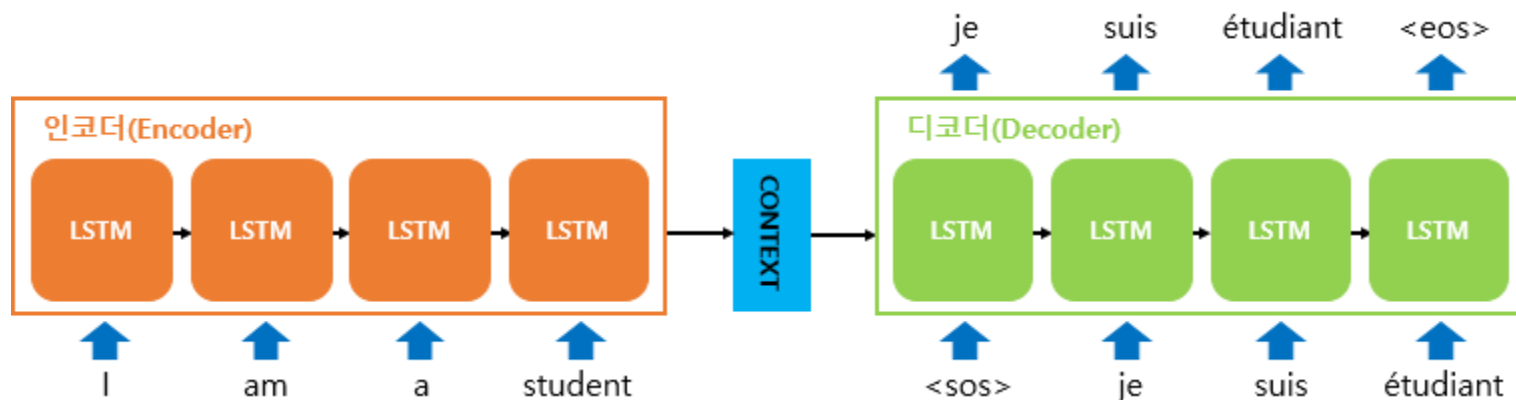 je suis étudiant <eos>
인코더(Encoder)
디코더(Decoder)
LSTM LSTM LSTM LSTM
CONTEXT
LSTM LSTM LSTM LSTM
I am a student
<sos> je suis étudiant